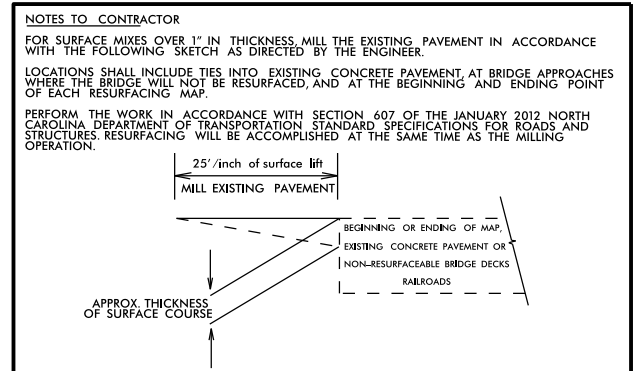 NOTES TO CONTRACTOR
FOR SURFACE MIXES OVER 1" IN THICKNESS, MILL THE EXISTING PAVEMENT IN ACCORDANCE
WITH THE FOLLOWING SKETCH AS DIRECTED BY THE ENGINEER.
LOCATIONS SHALL INCLUDE TIES INTO EXISTING CONCRETE PAVEMENT, AT BRIDGE APPROACHES
WHERE THE BRIDGE WILL NOT BE RESURFACED, AND AT THE BEGINNING AND ENDING POINT
OF EACH RESURFACING MAP.
PERFORM THE WORK IN ACCORDANCE WITH SECTION 607 OF THE JANUARY 2012 NORTH
CAROLINA DEPARTMENT OF TRANSPORTATION STANDARD SPECIFICATIONS FOR ROADS AND
STRUCTURES. RESURFACING WILL BE ACCOMPLISHED AT THE SAME TIME AS THE MILLING
OPERATION.
25'/inch of surface lift
MILL EXISTING PAVEMENT
BEGINNING OR ENDING OF MAP,
EXISTING CONCRETE PAVEMENT OR
NON-RESURFACEABLE BRIDGE DECKS
RAILROADS
APPROX. THICKNESS
OF SURFACE COURSE